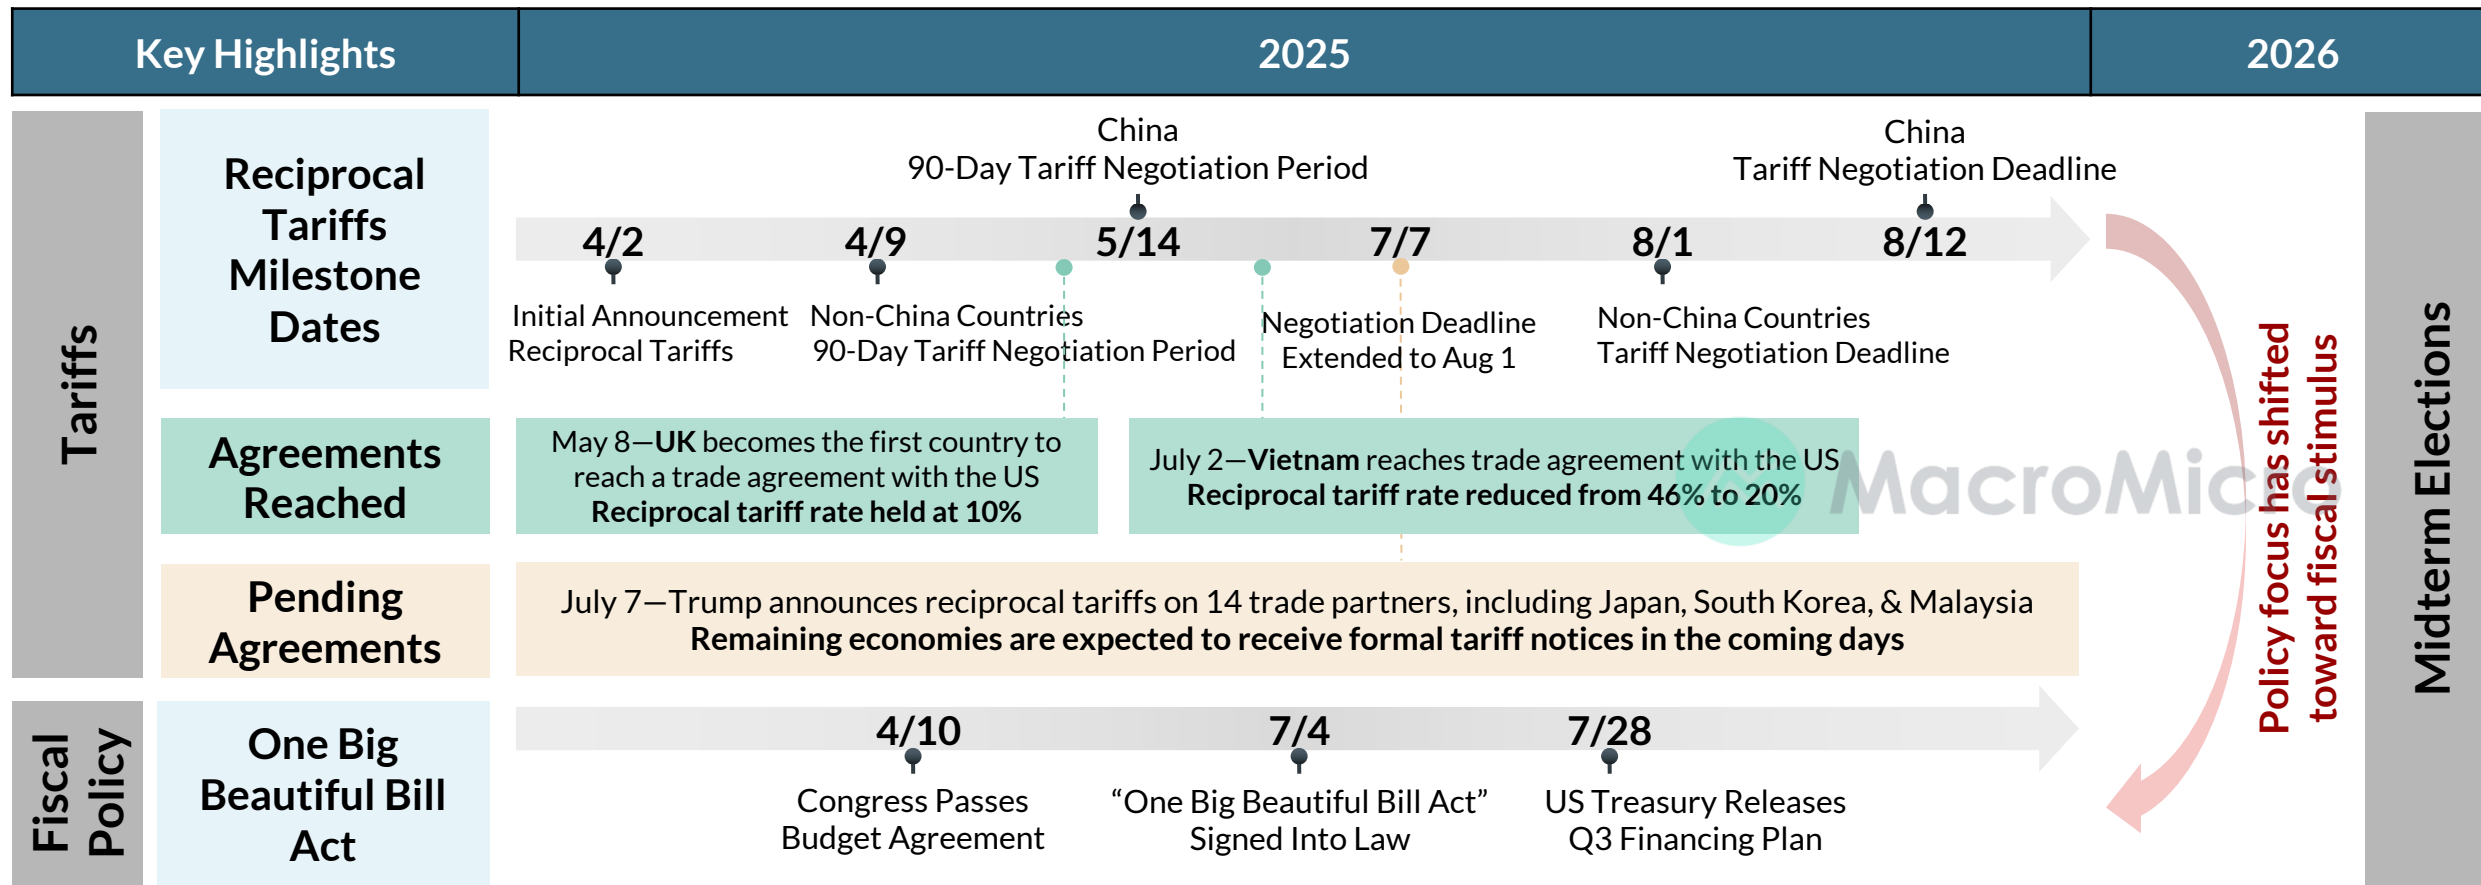 Key Highlights
2025
2026
Tariffs
Reciprocal
Tariffs
Milestone
Dates
China
90-Day Tariff Negotiation Period
China
Tariff Negotiation Deadline
4/2
4/9
5/14
7/7
8/1
8/12
Initial Announcement
Reciprocal Tariffs
Non-China Countries
90-Day Tariff Negotiation Period
Negotiation Deadline
Extended to Aug 1
Non-China Countries
Tariff Negotiation Deadline
Agreements
Reached
May 8—UK becomes the first country to
reach a trade agreement with the US
Reciprocal tariff rate held at 10%
July 2—Vietnam reaches trade agreement with the US
Reciprocal tariff rate reduced from 46% to 20%
MacroMicro
Pending
Agreements
July 7—Trump announces reciprocal tariffs on 14 trade partners, including Japan, South Korea, & Malaysia
Remaining economies are expected to receive formal tariff notices in the coming days
Policy focus has shifted
toward fiscal stimulus
Midterm Elections
Fiscal
Policy
One Big
Beautiful Bill
Act
4/10
7/4
7/28
Congress Passes
Budget Agreement
“One Big Beautiful Bill Act”
Signed Into Law
US Treasury Releases
Q3 Financing Plan